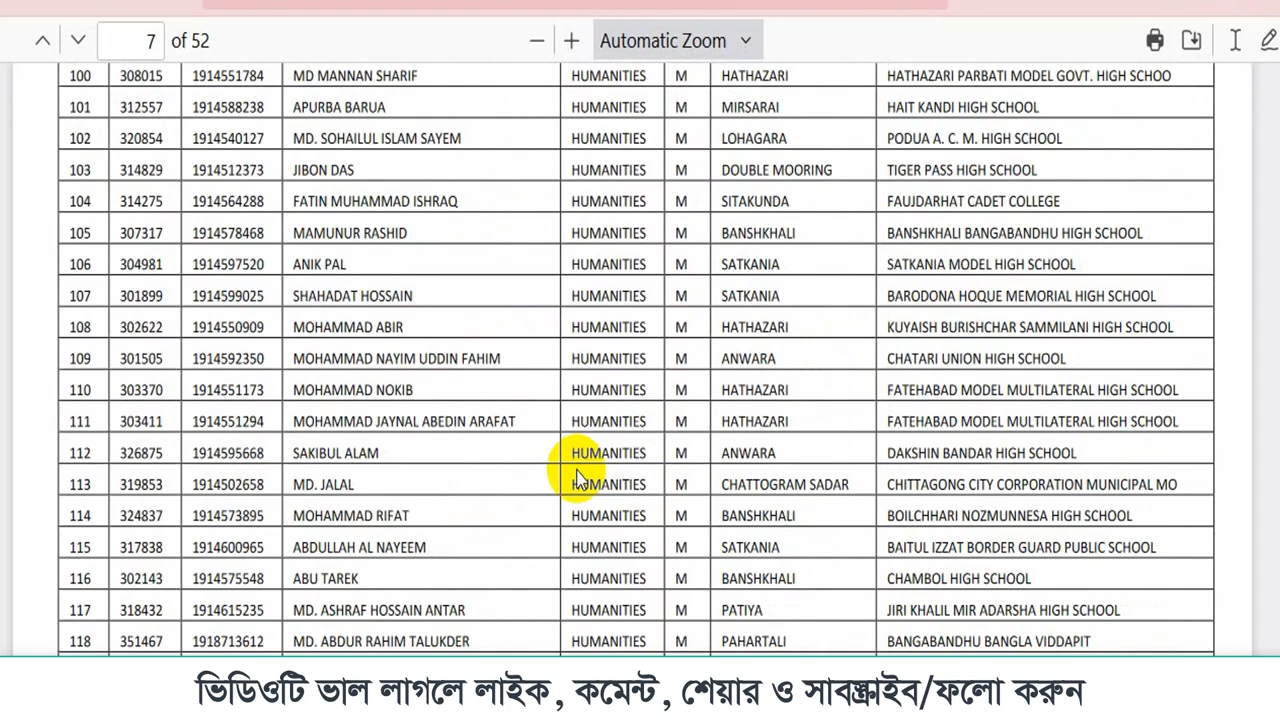 7 of 52 Automatic Zoom
100 308015 1914551784 MD MANNAN SHARIF HUMANITIES M HATHAZARI HATHAZARI PARBATI MODEL GOVT. HIGH SCHOO
101 312557 1914588238 APURBA BARUA HUMANITIES M MIRSARAI HAIT KANDI HIGH SCHOOL
102 320854 1914540127 MD. SOHAILUL ISLAM SAYEM HUMANITIES M LOHAGARA PODUA A. C. M. HIGH SCHOOL
103 314829 1914512373 JIBON DAS HUMANITIES M DOUBLE MOORING TIGER PASS HIGH SCHOOL
104 314275 1914564288 FATIN MUHAMMAD ISHRAQ HUMANITIES M SITAKUNDA FAUJDARHAT CADET COLLEGE
105 307317 1914578468 MAMUNUR RASHID HUMANITIES M BANSHKHALI BANSHKHALI BANGABANDHU HIGH SCHOOL
106 304981 1914597520 ANIK PAL HUMANITIES M SATKANIA SATKANIA MODEL HIGH SCHOOL
107 301899 1914599025 SHAHADAT HOSSAIN HUMANITIES M SATKANIA BARODONA HOQUE MEMORIAL HIGH SCHOOL
108 302622 1914550909 MOHAMMAD ABIR HUMANITIES M HATHAZARI KUYAISH BURISHCHAR SAMMILANI HIGH SCHOOL
109 301505 1914592350 MOHAMMAD NAYIM UDDIN FAHIM HUMANITIES M ANWARA CHATARI UNION HIGH SCHOOL
110 303370 1914551173 MOHAMMAD NOKIB HUMANITIES M HATHAZARI FATEHABAD MODEL MULTILATERAL HIGH SCHOOL
111 303411 1914551294 MOHAMMAD JAYNAL ABEDIN ARAFAT HUMANITIES M HATHAZARI FATEHABAD MODEL MULTILATERAL HIGH SCHOOL
112 326875 1914595668 SAKIBUL ALAM HUMANITIES M ANWARA DAKSHIN BANDAR HIGH SCHOOL
113 319853 1914502658 MD. JALAL HUMANITIES M CHATTOGRAM SADAR CHITTAGONG CITY CORPORATION MUNICIPAL MO
114 324837 1914573895 MOHAMMAD RIFAT HUMANITIES M BANSHKHALI BOILCHHARI NOZMUNNESA HIGH SCHOOL
115 317838 1914600965 ABDULLAH AL NAYEEM HUMANITIES M SATKANIA BAITUL IZZAT BORDER GUARD PUBLIC SCHOOL
116 302143 1914575548 ABU TAREK HUMANITIES M BANSHKHALI CHAMBOL HIGH SCHOOL
117 318432 1914615235 MD. ASHRAF HOSSAIN ANTAR HUMANITIES M PATIYA JIRI KHALIL MIR ADARSHA HIGH SCHOOL
118 351467 1918713612 MD. ABDUR RAHIM TALUKDER HUMANITIES M PAHARTALI BANGABANDHU BANGLA VIDDAPIT
ভিডিওটি ভাল লাগলে লাইক, কমেন্ট, শেয়ার ও সাবস্ক্রাইব/ফলো করুন